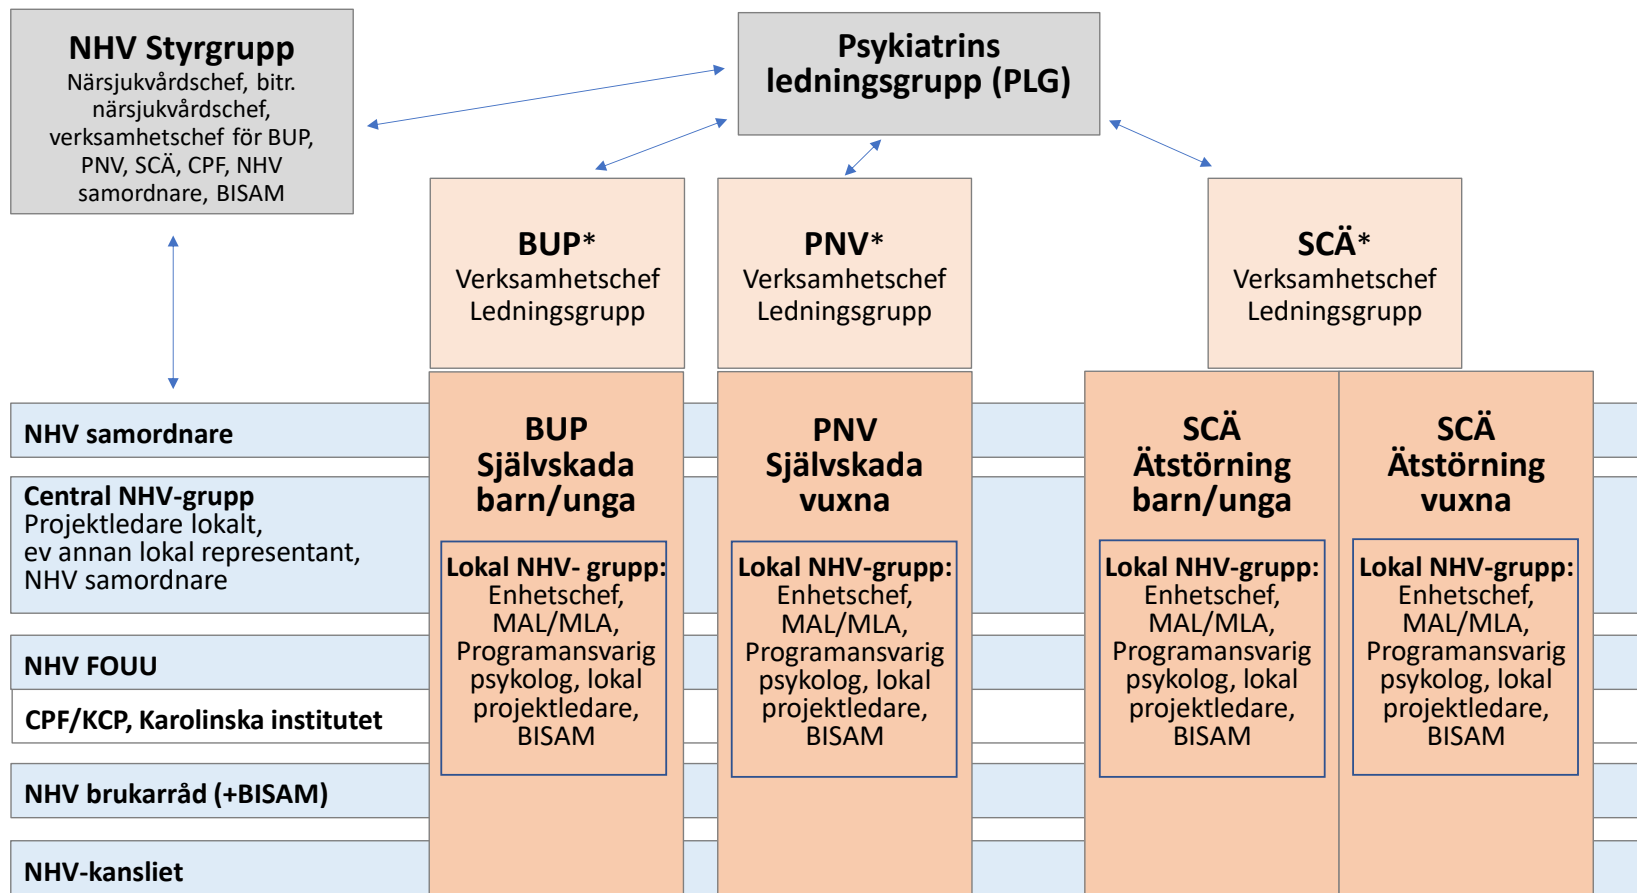 NHV Styrgrupp
Närsjukvårdschef, bitr.
närsjukvårdschef,
verksamhetschef för BUP,
PNV, SCÄ, CPF, NHV
samordnare, BISAM
Psykiatrins
ledningsgrupp (PLG)
BUP*
Verksamhetschef
Ledningsgrupp
PNV*
Verksamhetschef
Ledningsgrupp
SCÄ*
Verksamhetschef
Ledningsgrupp
NHV samordnare
Central NHV-grupp
Projektledare lokalt,
ev annan lokal representant,
NHV samordnare
NHV FOUU
CPF/KCP, Karolinska institutet
NHV brukarråd (+BISAM)
NHV-kansliet
BUP
Självskada
barn/unga
Lokal NHV- grupp:
Enhetschef,
MAL/MLA,
Programansvarig
psykolog, lokal
projektledare,
BISAM
PNV
Självskada
vuxna
Lokal NHV-grupp:
Enhetschef,
MAL/MLA,
Programansvarig
psykolog, lokal
projektledare,
BISAM
SCÄ
Ätstörning
barn/unga
Lokal NHV-grupp:
Enhetschef,
MAL/MLA,
Programansvarig
psykolog, lokal
projektledare,
BISAM
SCÄ
Ätstörning
vuxna
Lokal NHV-grupp:
Enhetschef,
MAL/MLA,
Programansvarig
psykolog, lokal
projektledare,
BISAM